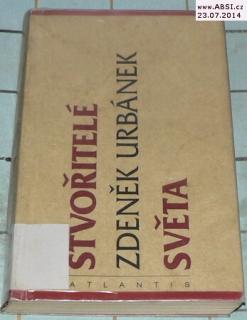 www.ABSI.cz
23.07.2014
STVOŘITELÉ
ZDENĚK URBÁNEK
SVĚTA
ATLANTIS